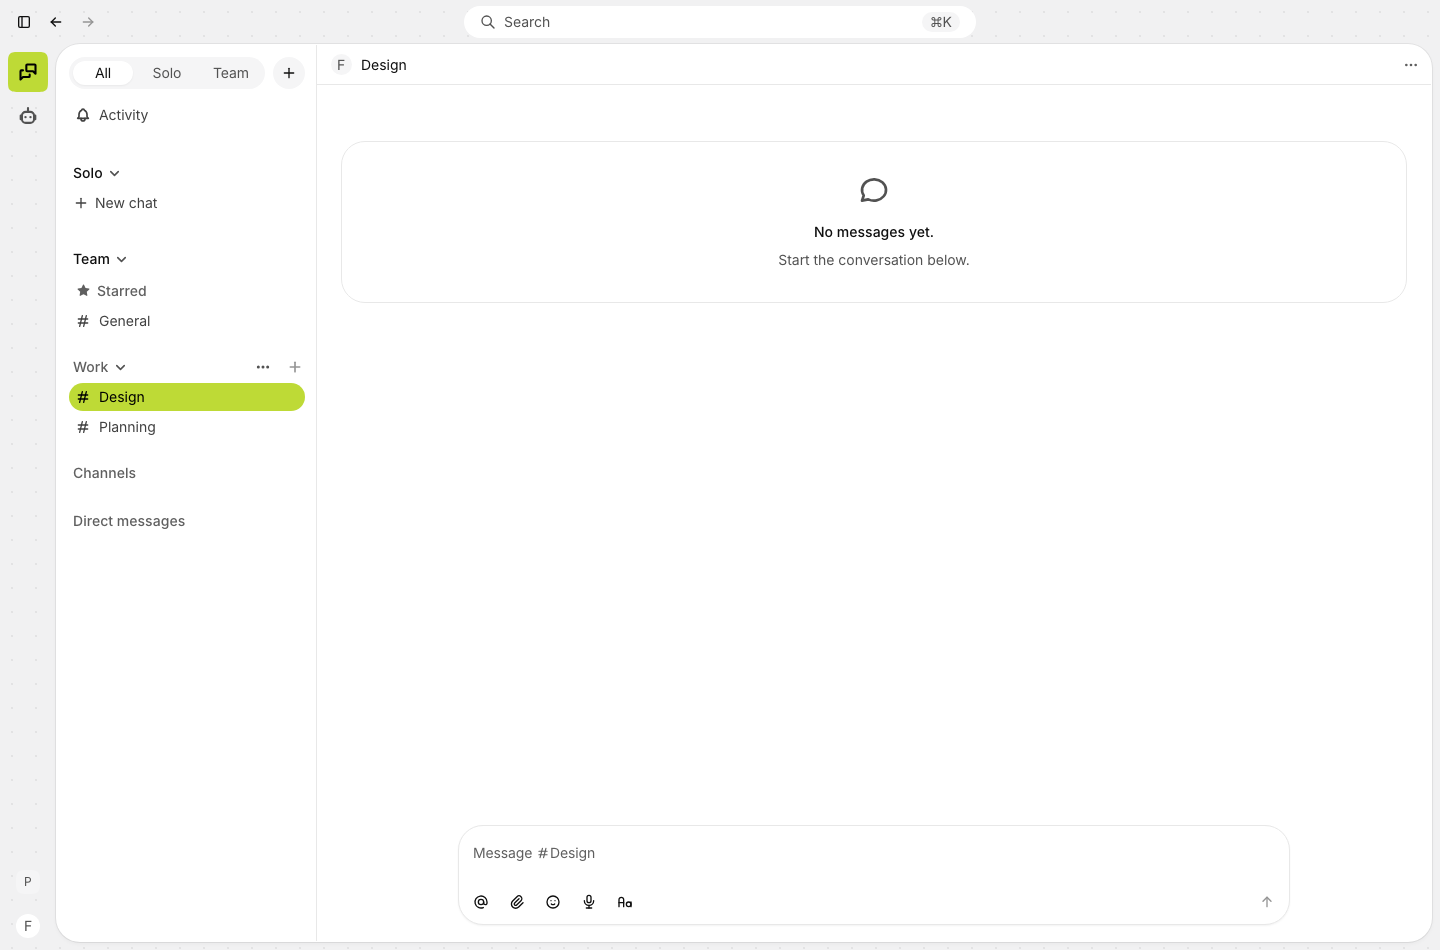 Search
⌘K
All
Solo
Team
Activity
Solo
New chat
Team
Starred
# General
Work
# Design
# Planning
Channels
Direct messages
P
F
F Design
No messages yet.
Start the conversation below.
Message #Design
Aa